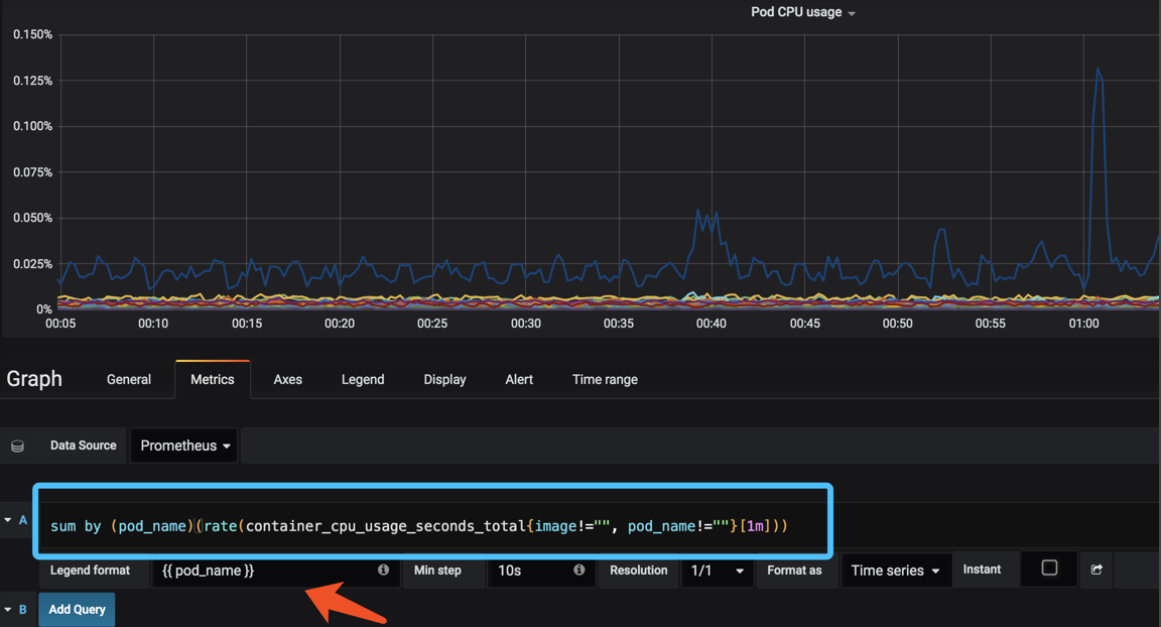 Pod CPU usage
0.150%
0.125%
0.100%
0.075%
0.050%
0.025%
0%
00:05 00:10 00:15 00:20 00:25 00:30 00:35 00:40 00:45 00:50 00:55 01:00
Graph General Metrics Axes Legend Display Alert Time range
Data Source Prometheus
A sum by (pod_name)(rate(container_cpu_usage_seconds_total{image!="", pod_name!=""}[1m]))
Legend format {{ pod_name }} Min step 10s Resolution 1/1 Format as Time series Instant
B Add Query